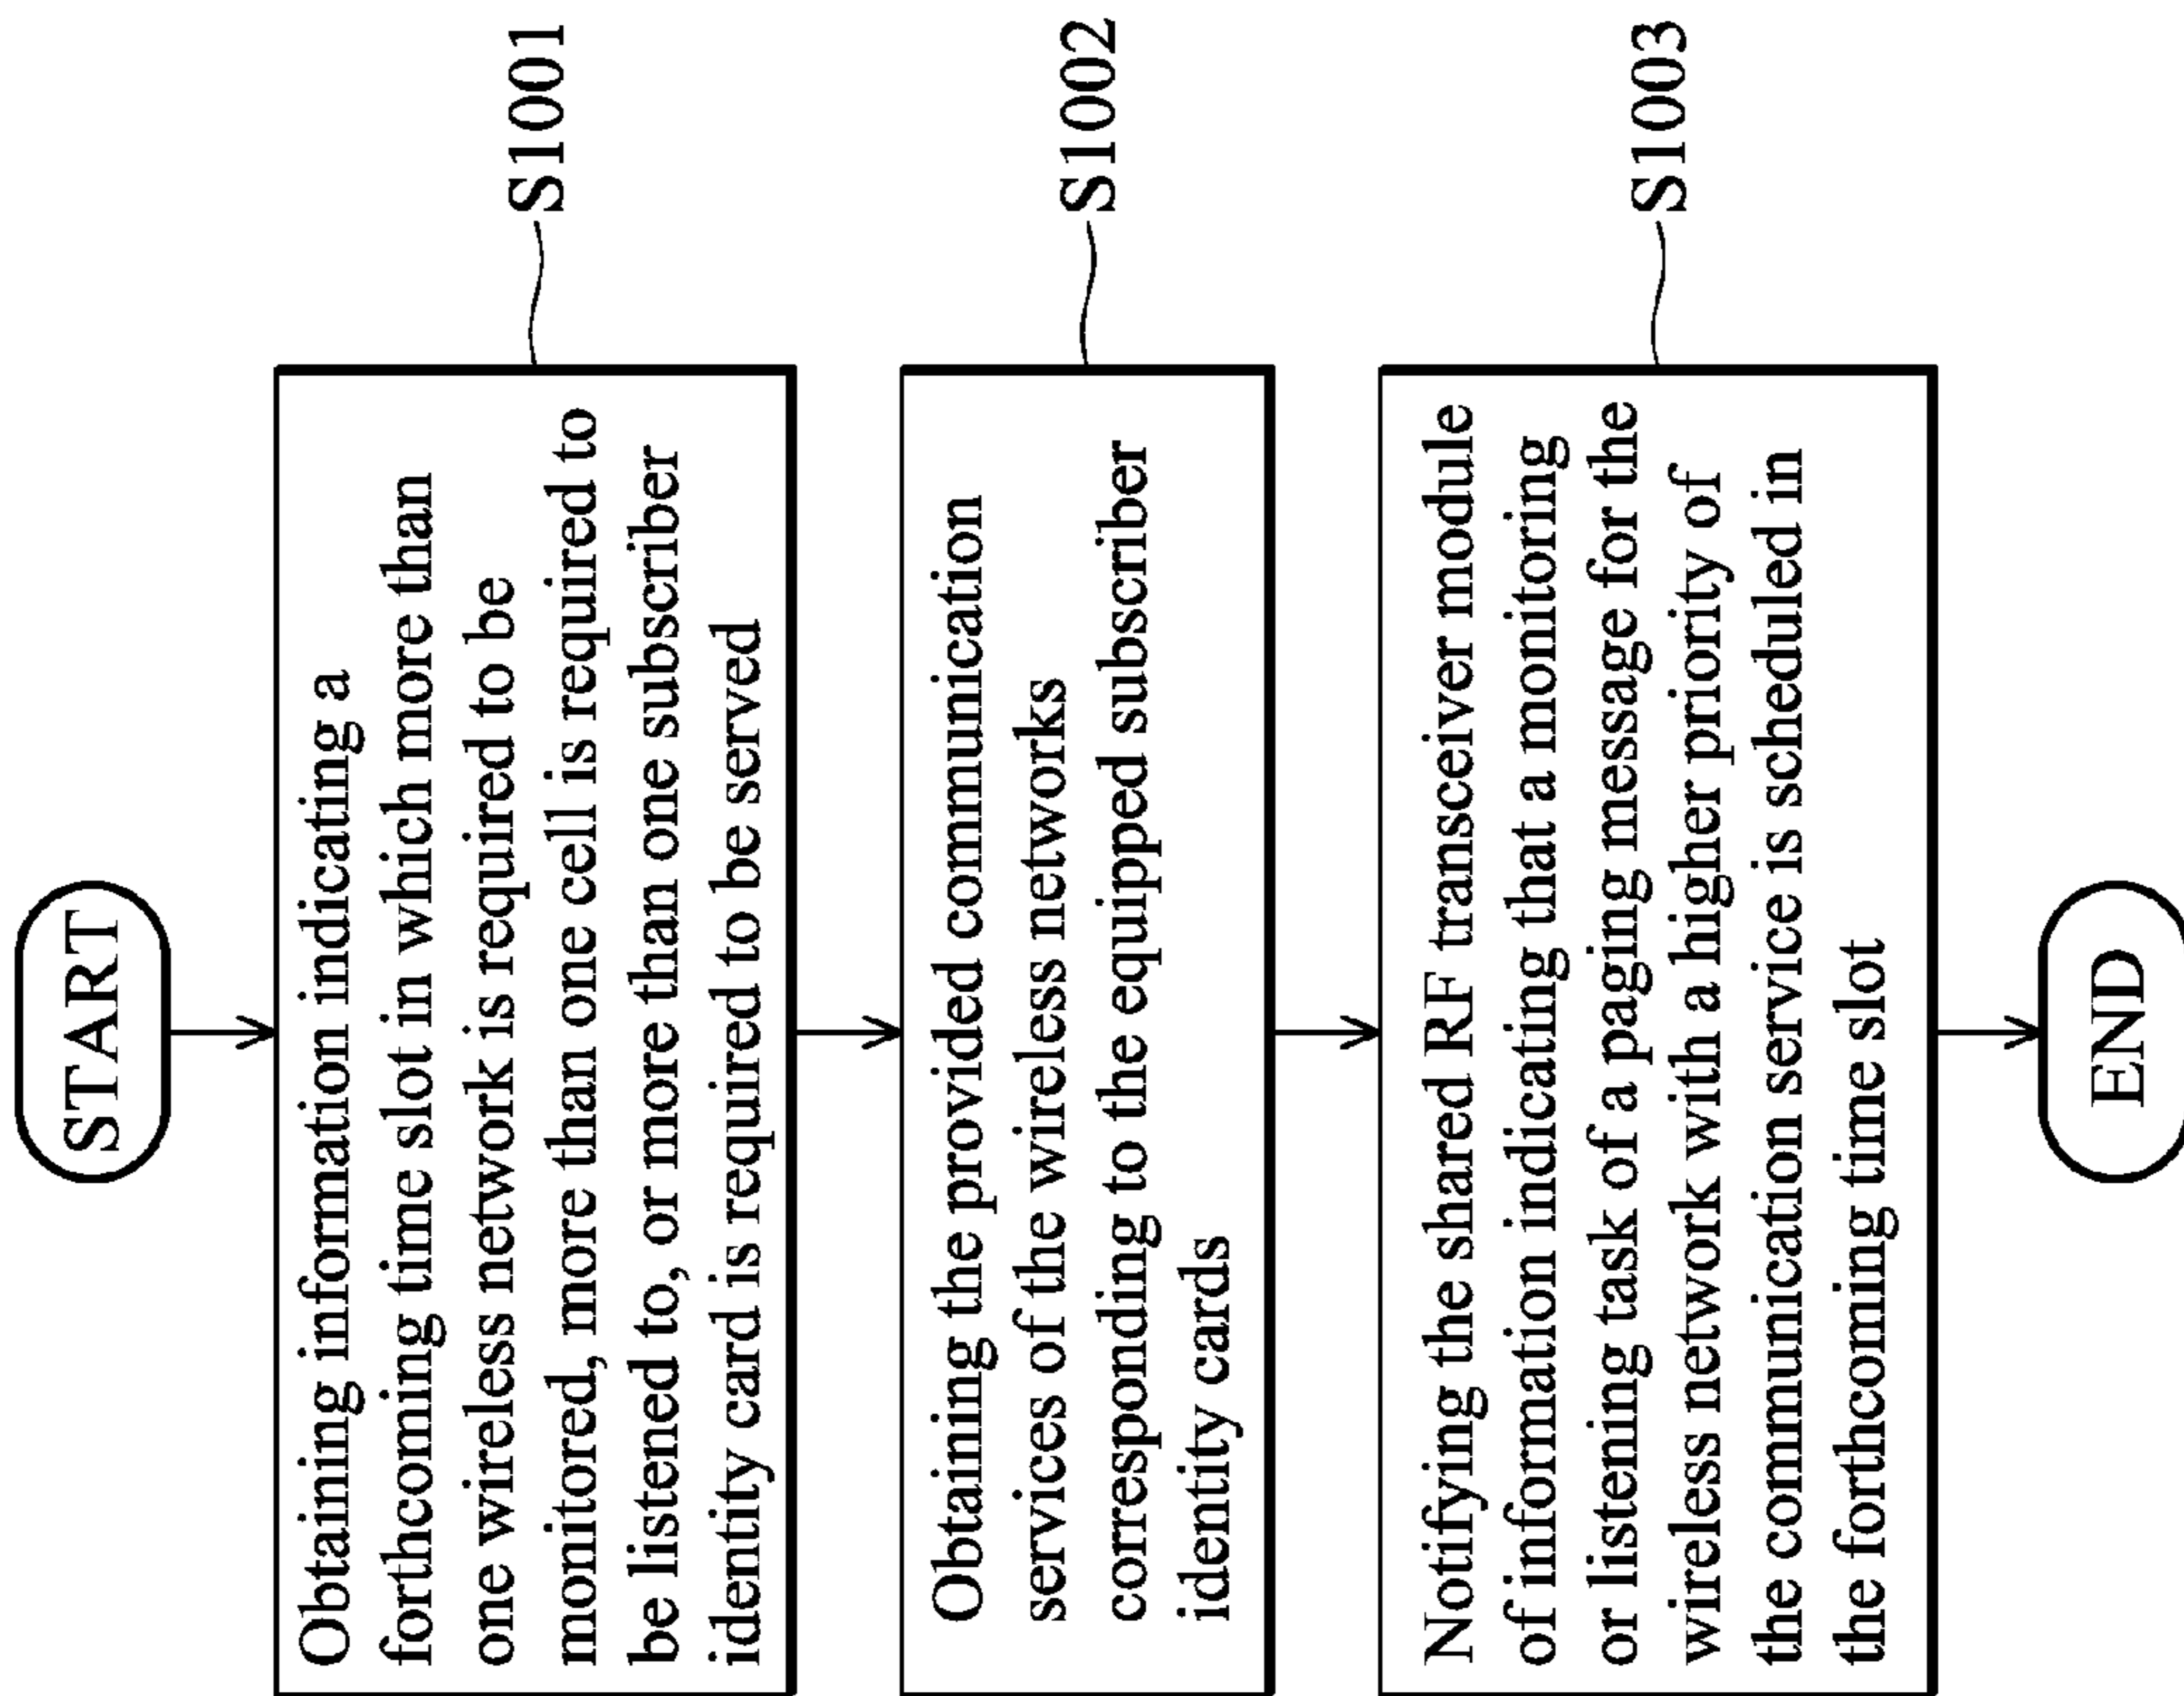 START
Obtaining information indicating a
forthcoming time slot in which more than
one wireless network is required to be
monitored, more than one cell is required to
be listened to, or more than one subscriber
identity card is required to be served
S1001
Obtaining the provided communication
services of the wireless networks
corresponding to the equipped subscriber
identity cards
S1002
Notifying the shared RF transceiver module
of information indicating that a monitoring
or listening task of a paging message for the
wireless network with a higher priority of
the communication service is scheduled in
the forthcoming time slot
S1003
END